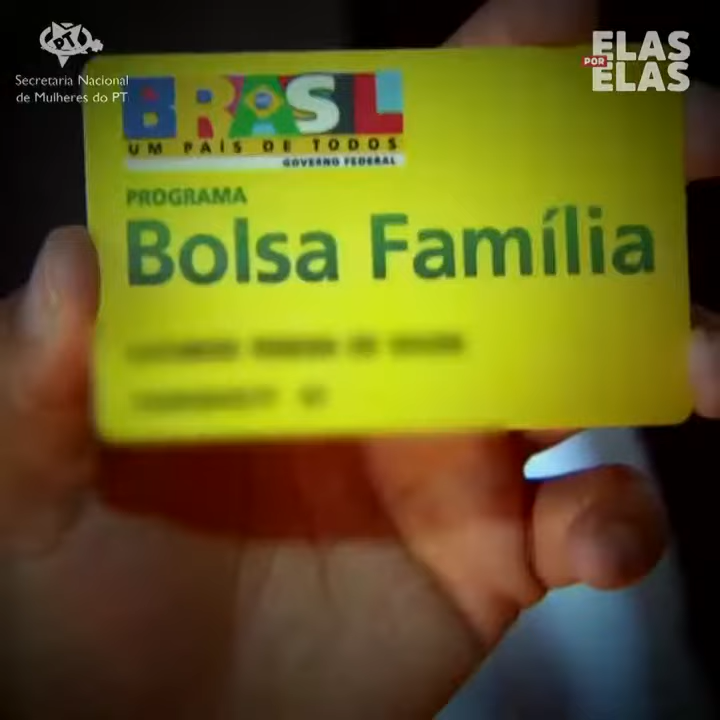 PT
Secretaria Nacional
de Mulheres do PT
ELAS
POR
ELAS
BRASIL
UM PAÍS DE TODOS
GOVERNO FEDERAL
PROGRAMA
Bolsa Família